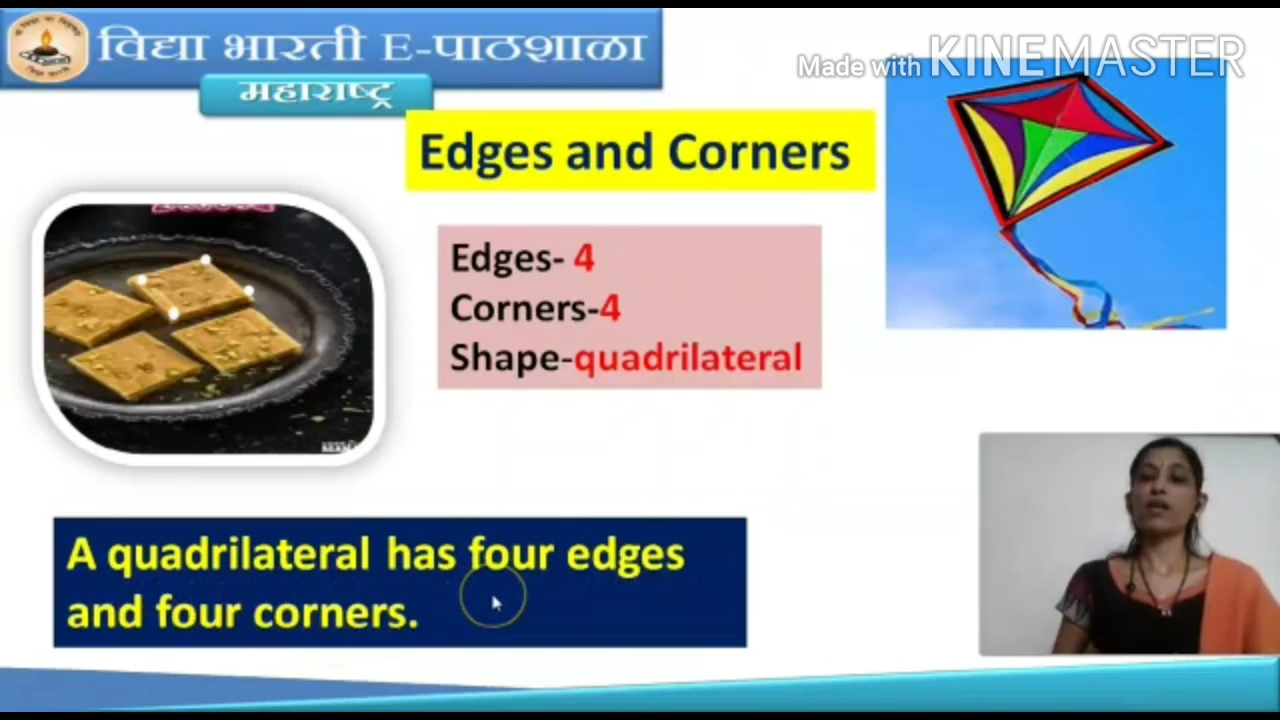 विद्या भारती E-पाठशाळा
महाराष्ट्र
Made with KINEMASTER
Edges and Corners
Edges- 4
Corners-4
Shape-quadrilateral
A quadrilateral has four edges
and four corners.